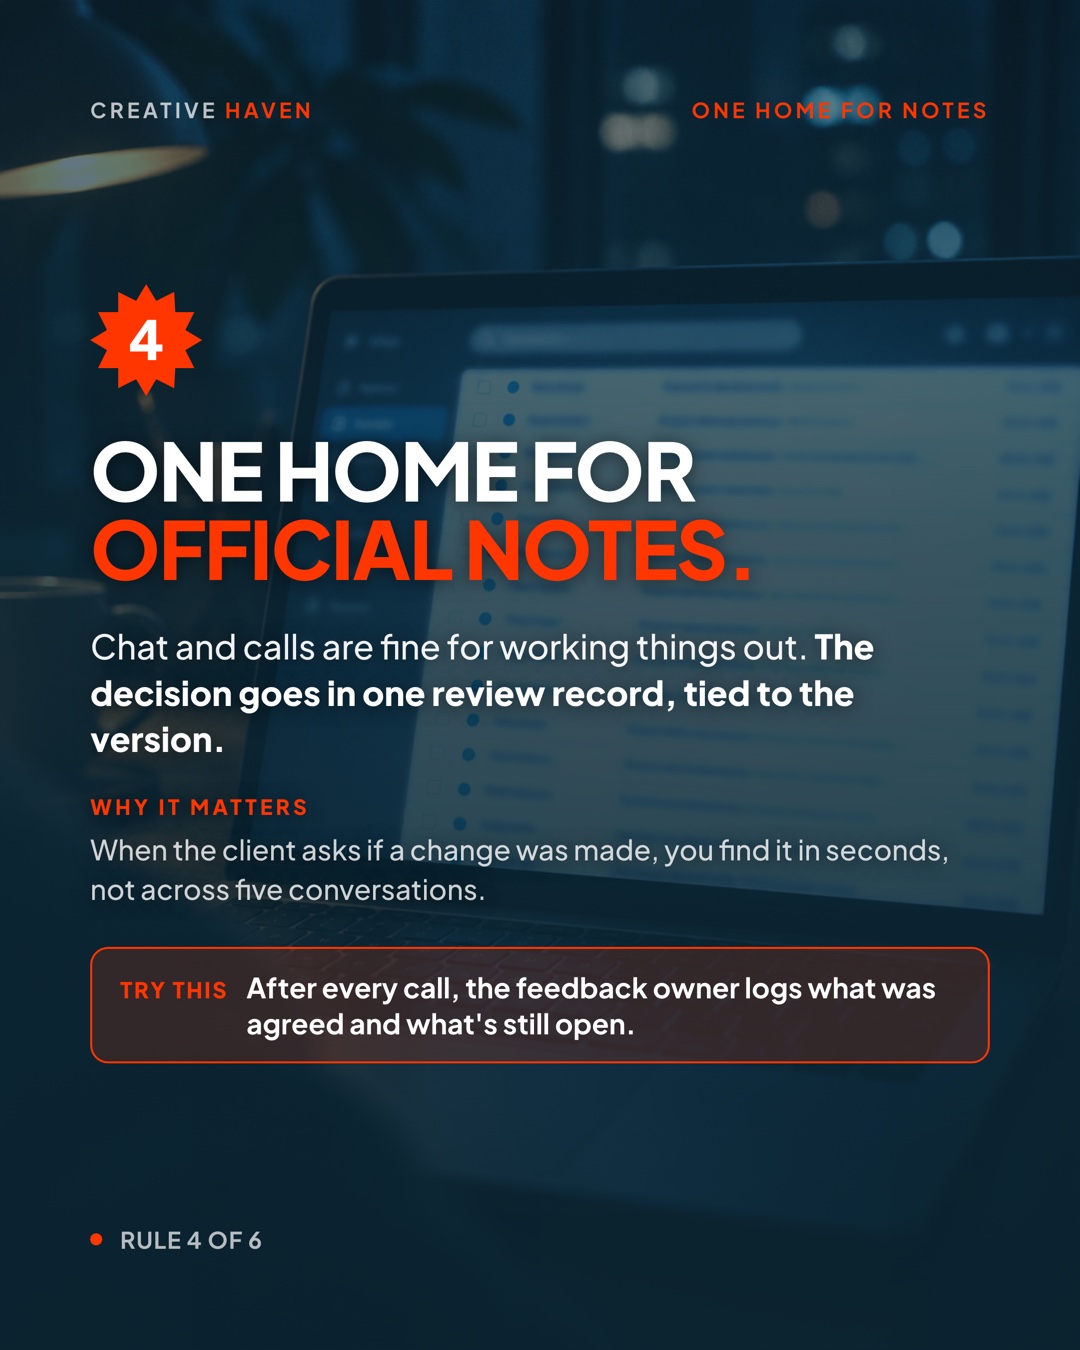 CREATIVE HAVEN
ONE HOME FOR NOTES
4
ONE HOME FOR
OFFICIAL NOTES.
Chat and calls are fine for working things out. The
decision goes in one review record, tied to the
version.
WHY IT MATTERS
When the client asks if a change was made, you find it in seconds,
not across five conversations.
TRY THIS After every call, the feedback owner logs what was
agreed and what's still open.
RULE 4 OF 6